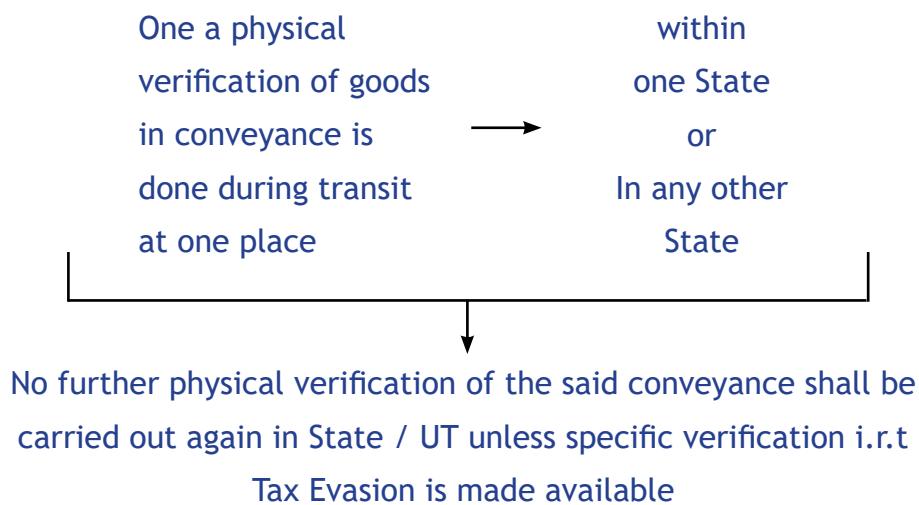 One a physical
verification of goods
in conveyance is
done during transit
at one place
within
one State
or
In any other
State
No further physical verification of the said conveyance shall be
carried out again in State / UT unless specific verification i.r.t
Tax Evasion is made available